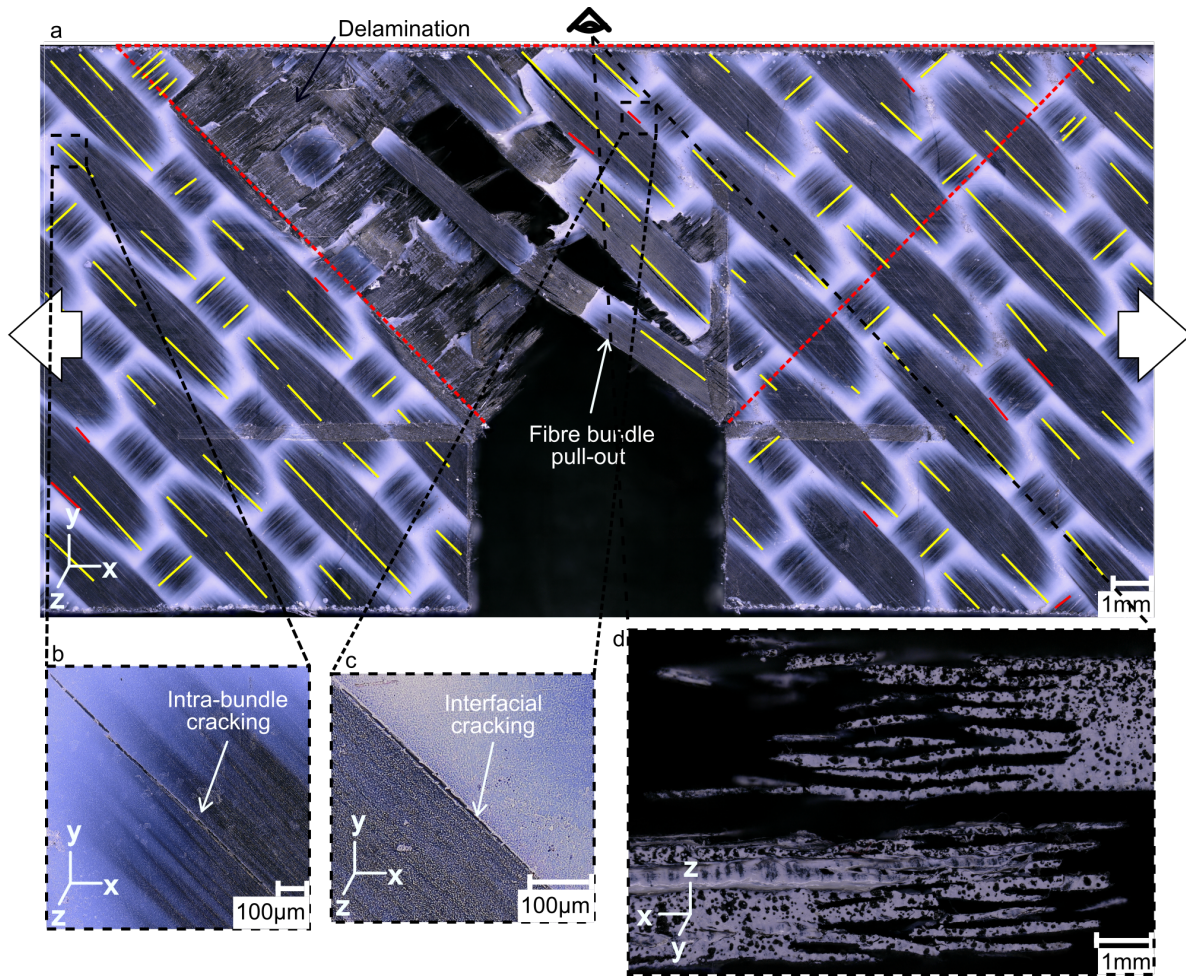 a
Delamination
Fibre bundle
pull-out
y
x
z
1mm
b
Intra-bundle
cracking
y
x
z
100µm
c
Interfacial
cracking
y
x
z
100µm
d
z
x
y
1mm